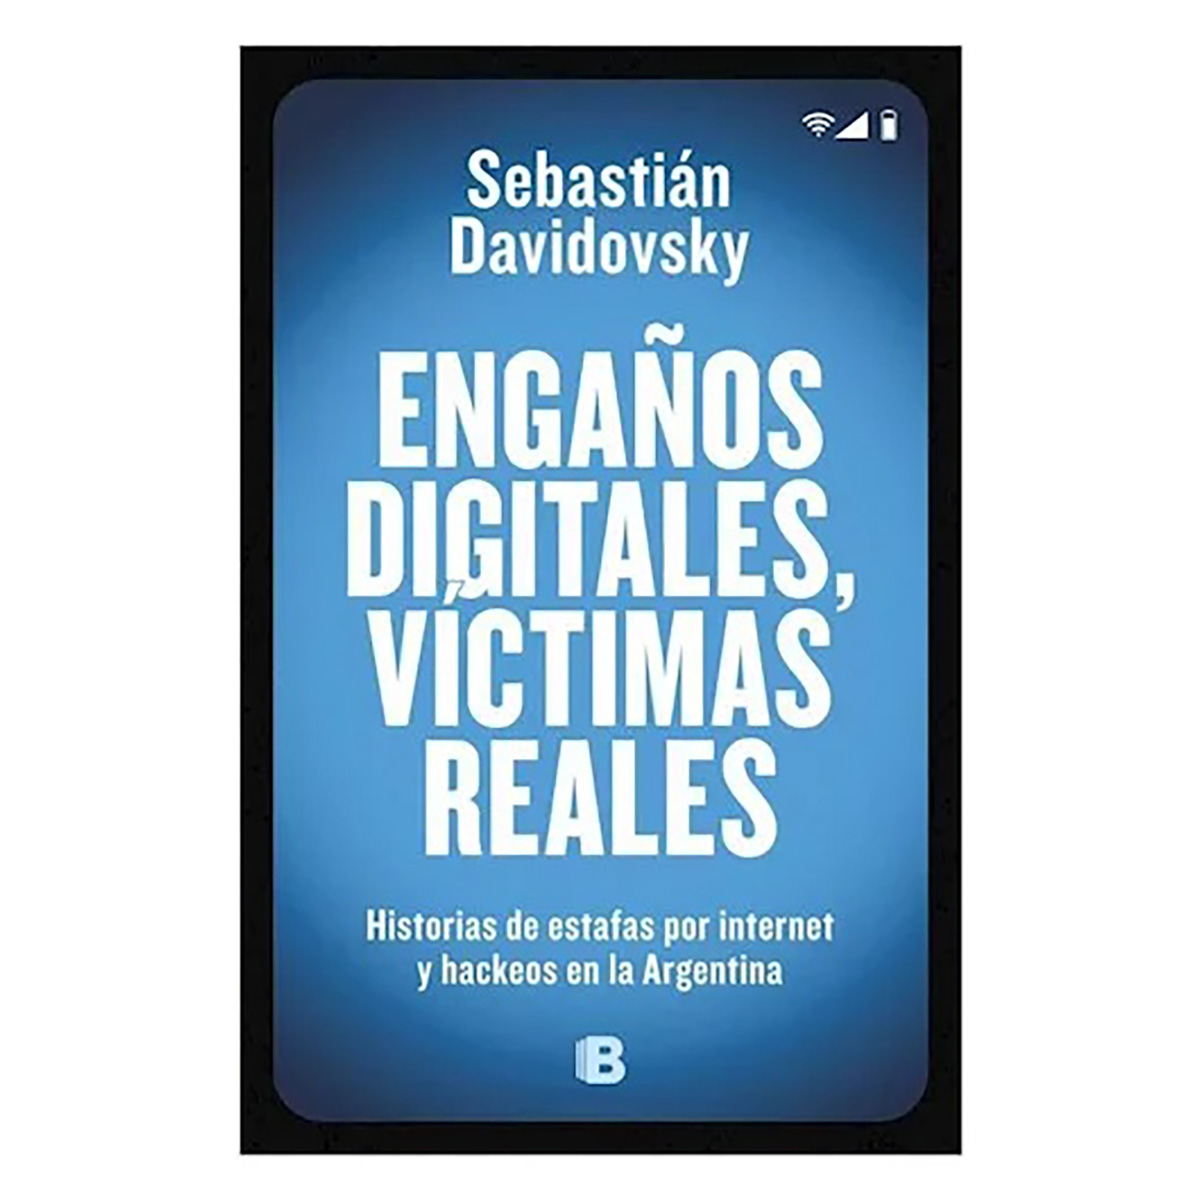 Sebastián
Davidovsky
ENGAÑOS
DIGITALES,
VÍCTIMAS
REALES
Historias de estafas por internet
y hackeos en la Argentina
B